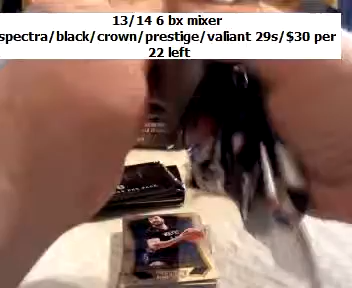 13/14 6 bx mixer
spectra/black/crown/prestige/valiant 29s/$30 per
22 left